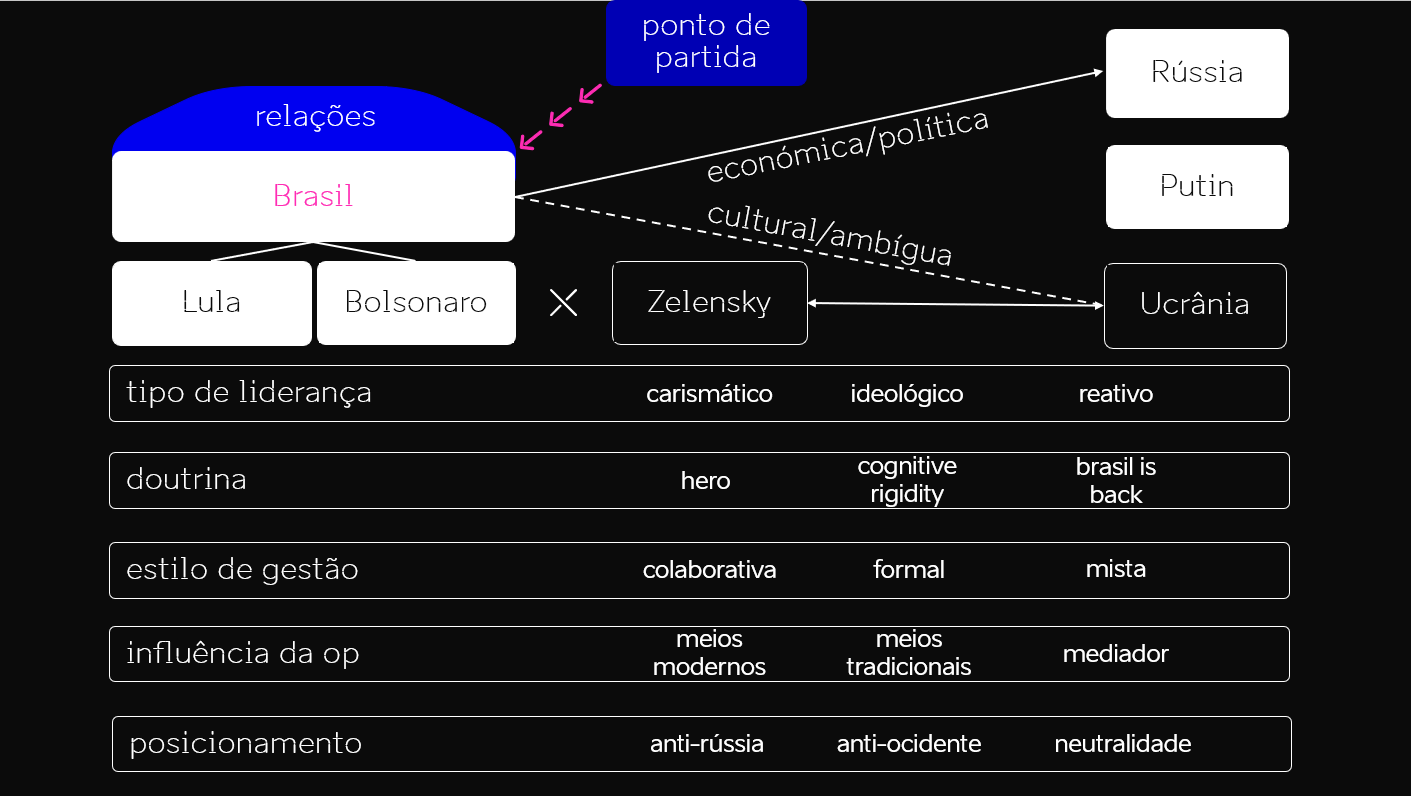 ponto de
partida
Rússia
relações
económica/política
Brasil
Putin
cultural/ambígua
Lula
Bolsonaro
Zelensky
Ucrânia
tipo de liderança
carismático
ideológico
reativo
doutrina
hero
cognitive
rigidity
brasil is
back
estilo de gestão
colaborativa
formal
mista
influência da op
meios
modernos
meios
tradicionais
mediador
posicionamento
anti-rússia
anti-ocidente
neutralidade